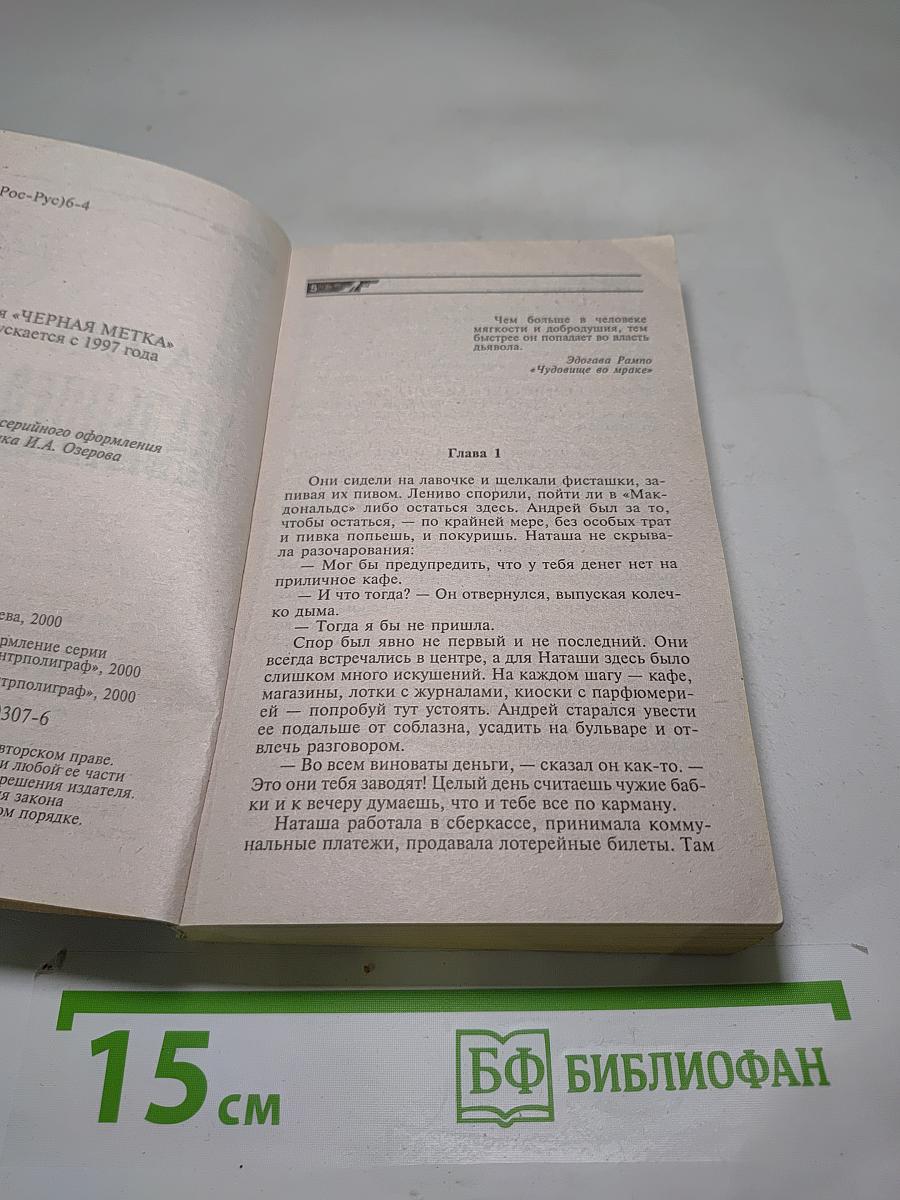 Рос-Рус)6-4
я «ЧЕРНАЯ МЕТКА»
ускается с 1997 года
серийного оформления
ка И.А. Озерова
ева, 2000
рмление серии
нтрполиграф», 2000
трполиграф», 2000
0307-6
вторском праве.
и любой ее части
решения издателя.
я закона
ом порядке.
5
Чем больше в человеке
мягкости и добродушия, тем
быстрее он попадает во власть
дьявола.
Эдогава Рампо
«Чудовище во мраке»
Глава 1
Они сидели на лавочке и щелкали фисташки, за-
пивая их пивом. Лениво спорили, пойти ли в «Мак-
дональдс» либо остаться здесь. Андрей был за то,
чтобы остаться, — по крайней мере, без особых трат
и пивка попьешь, и покуришь. Наташа не скрыва-
ла разочарования:
— Мог бы предупредить, что у тебя денег нет на
приличное кафе.
— И что тогда? — Он отвернулся, выпуская колеч-
ко дыма.
— Тогда я бы не пришла.
Спор был явно не первый и не последний. Они
всегда встречались в центре, а для Наташи здесь было
слишком много искушений. На каждом шагу — кафе,
магазины, лотки с журналами, киоски с парфюмери-
ей — попробуй тут устоять. Андрей старался увести
ее подальше от соблазна, усадить на бульваре и от-
влечь разговором.
— Во всем виноваты деньги, — сказал он как-то. —
Это они тебя заводят! Целый день считаешь чужие баб-
ки и к вечеру думаешь, что и тебе все по карману.
Наташа работала в сберкассе, принимала комму-
нальные платежи, продавала лотерейные билеты. Там
15 см
БФ БИБЛИОФАН